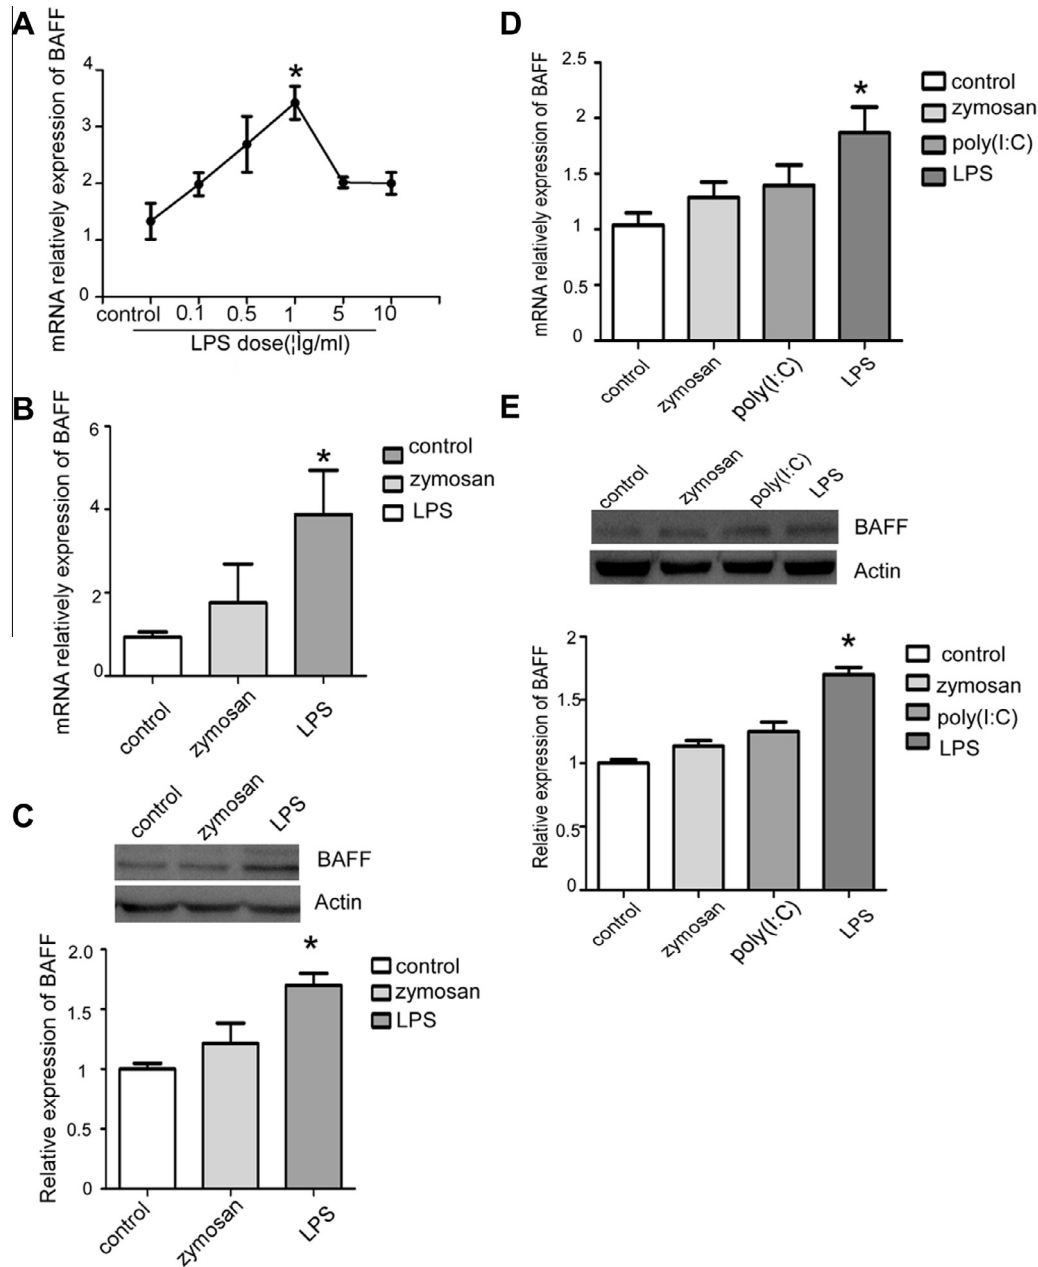 A
mRNA relatively expression of BAFF
4
3
2
1
0
*
control 0.1 0.5 1 5 10
LPS dose(¦Ìg/ml)
B
mRNA relatively expression of BAFF
6
4
2
0
*
control
zymosan
LPS
control
zymosan
LPS
C
control
zymosan
LPS
BAFF
Actin
Relative expression of BAFF
2.0
1.5
1
0.5
0
*
control
zymosan
LPS
control
zymosan
LPS
D
mRNA relatively expression of BAFF
2.5
2
1.5
1
0.5
0
*
control
zymosan
poly(I:C)
LPS
control
zymosan
poly(I:C)
LPS
E
control
zymosan
poly(I:C)
LPS
BAFF
Actin
Relative expression of BAFF
2
1.5
1
0.5
0
*
control
zymosan
poly(I:C)
LPS
control
zymosan
poly(I:C)
LPS